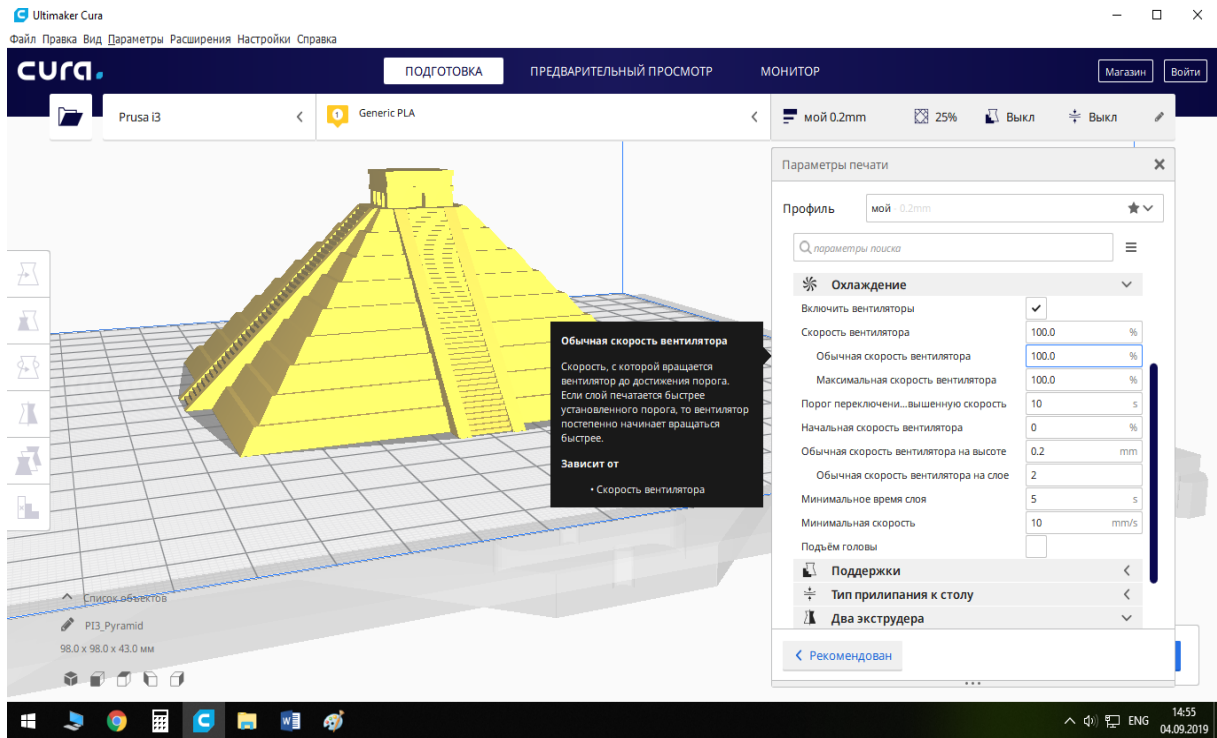 Ultimaker Cura
Файл Правка Вид Параметры Расширения Настройки Справка
cura.
ПОДГОТОВКА ПРЕДВАРИТЕЛЬНЫЙ ПРОСМОТР МОНИТОР Магазин Войти
Prusa i3 1 Generic PLA мой 0.2mm 25% Выкл Выкл
Параметры печати
Профиль мой - 0.2mm
параметры поиска
Охлаждение
Включить вентиляторы
Скорость вентилятора 100.0 %
Обычная скорость вентилятора 100.0 %
Максимальная скорость вентилятора 100.0 %
Порог переключени...вышенную скорость 10 s
Начальная скорость вентилятора 0 %
Обычная скорость вентилятора на высоте 0.2 mm
Обычная скорость вентилятора на слое 2
Минимальное время слоя 5 s
Минимальная скорость 10 mm/s
Подъём головы
Поддержки
Тип прилипания к столу
Два экструдера
Рекомендован
Обычная скорость вентилятора
Скорость, с которой вращается
вентилятор до достижения порога.
Если слой печатается быстрее
установленного порога, то вентилятор
постепенно начинает вращаться
быстрее.
Зависит от
• Скорость вентилятора
Список объектов
PI3_Pyramid
98.0 x 98.0 x 43.0 мм
ENG 14:55
04.09.2019